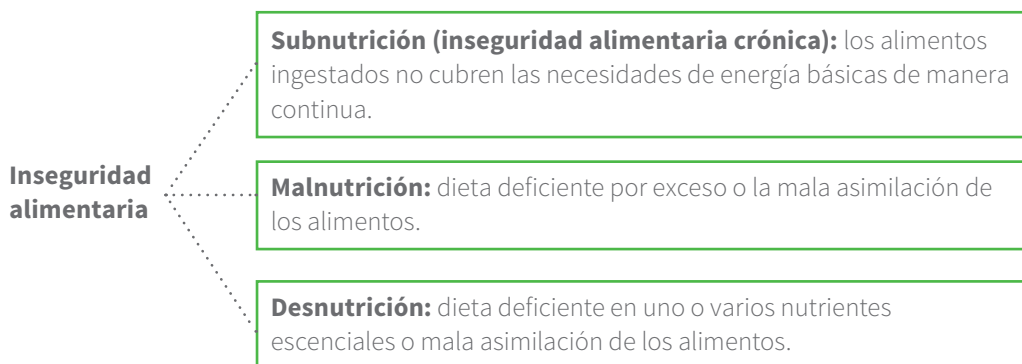 Subnutrición (inseguridad alimentaria crónica): los alimentos
ingestados no cubren las necesidades de energía básicas de manera
continua.
Inseguridad
alimentaria
Malnutrición: dieta deficiente por exceso o la mala asimilación de
los alimentos.
Desnutrición: dieta deficiente en uno o varios nutrientes
escenciales o mala asimilación de los alimentos.